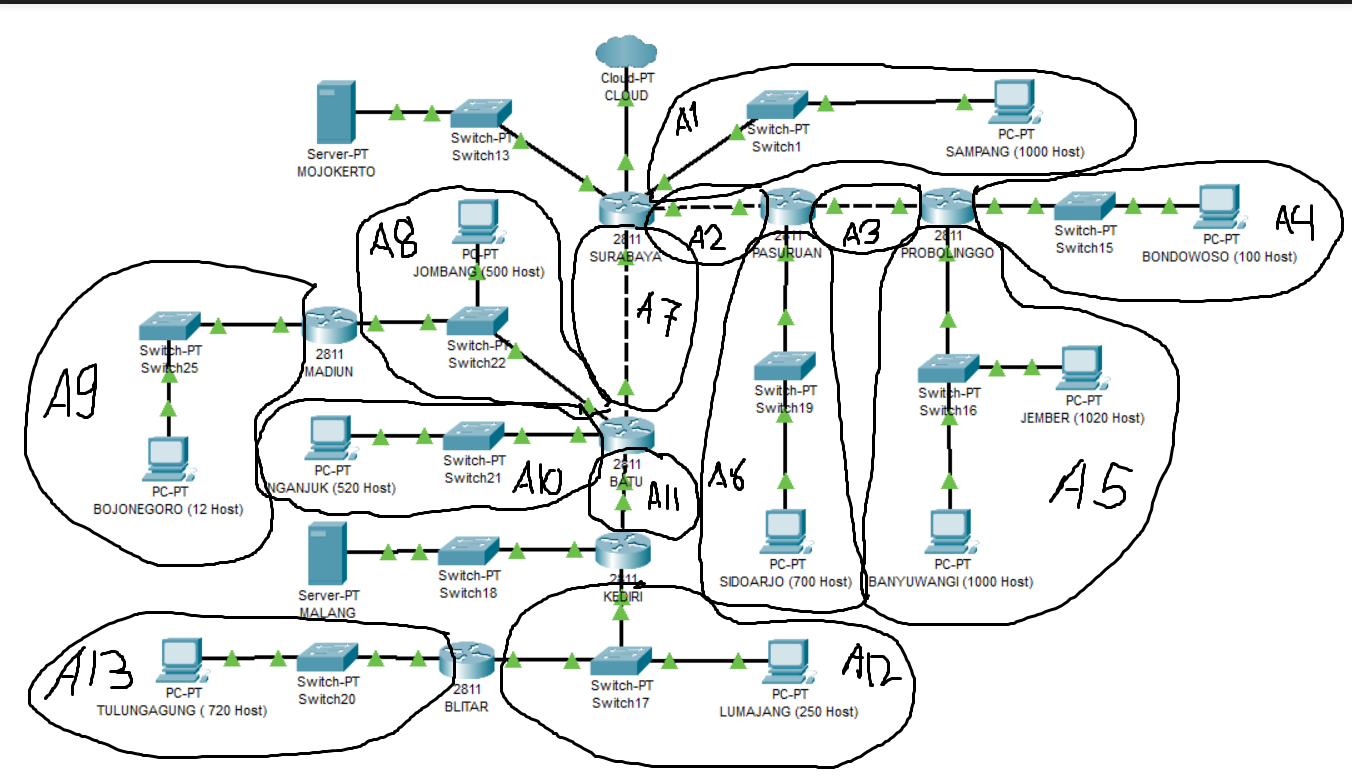 Cloud-PT
CLOUD
A1
Switch-PT
Switch1
PC-PT
SAMPANG (1000 Host)
Server-PT
MOJOKERTO
Switch-PT
Switch13
2811
SURABAYA
A2
2811
PASURUAN
A3
2811
PROBOLINGGO
Switch-PT
Switch15
PC-PT
BONDOWOSO (100 Host)
A4
A8
PC-PT
JOMBANG (500 Host)
Switch-PT
Switch22
A7
2811
MADIUN
Switch-PT
Switch25
A9
PC-PT
BOJONEGORO (12 Host)
PC-PT
NGANJUK (520 Host)
Switch-PT
Switch21
A10
2811
BATU
A11
Switch-PT
Switch19
A6
PC-PT
SIDOARJO (700 Host)
Switch-PT
Switch16
PC-PT
JEMBER (1020 Host)
A5
PC-PT
BANYUWANGI (1000 Host)
Server-PT
MALANG
Switch-PT
Switch18
2811
KEDIRI
A13
PC-PT
TULUNGAGUNG ( 720 Host)
Switch-PT
Switch20
2811
BLITAR
Switch-PT
Switch17
PC-PT
LUMAJANG (250 Host)
A12